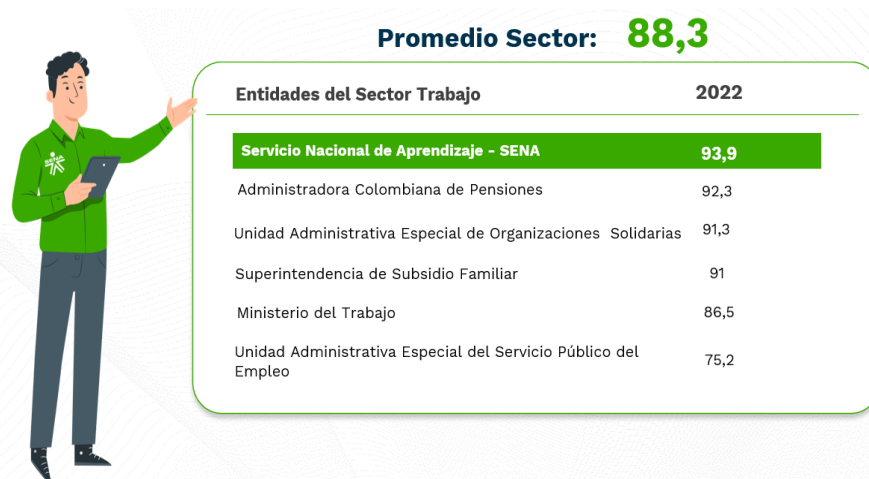 Promedio Sector: 88,3
Entidades del Sector Trabajo 2022
Servicio Nacional de Aprendizaje - SENA 93,9
Administradora Colombiana de Pensiones 92,3
Unidad Administrativa Especial de Organizaciones Solidarias 91,3
Superintendencia de Subsidio Familiar 91
Ministerio del Trabajo 86,5
Unidad Administrativa Especial del Servicio Público del
Empleo 75,2
SENA